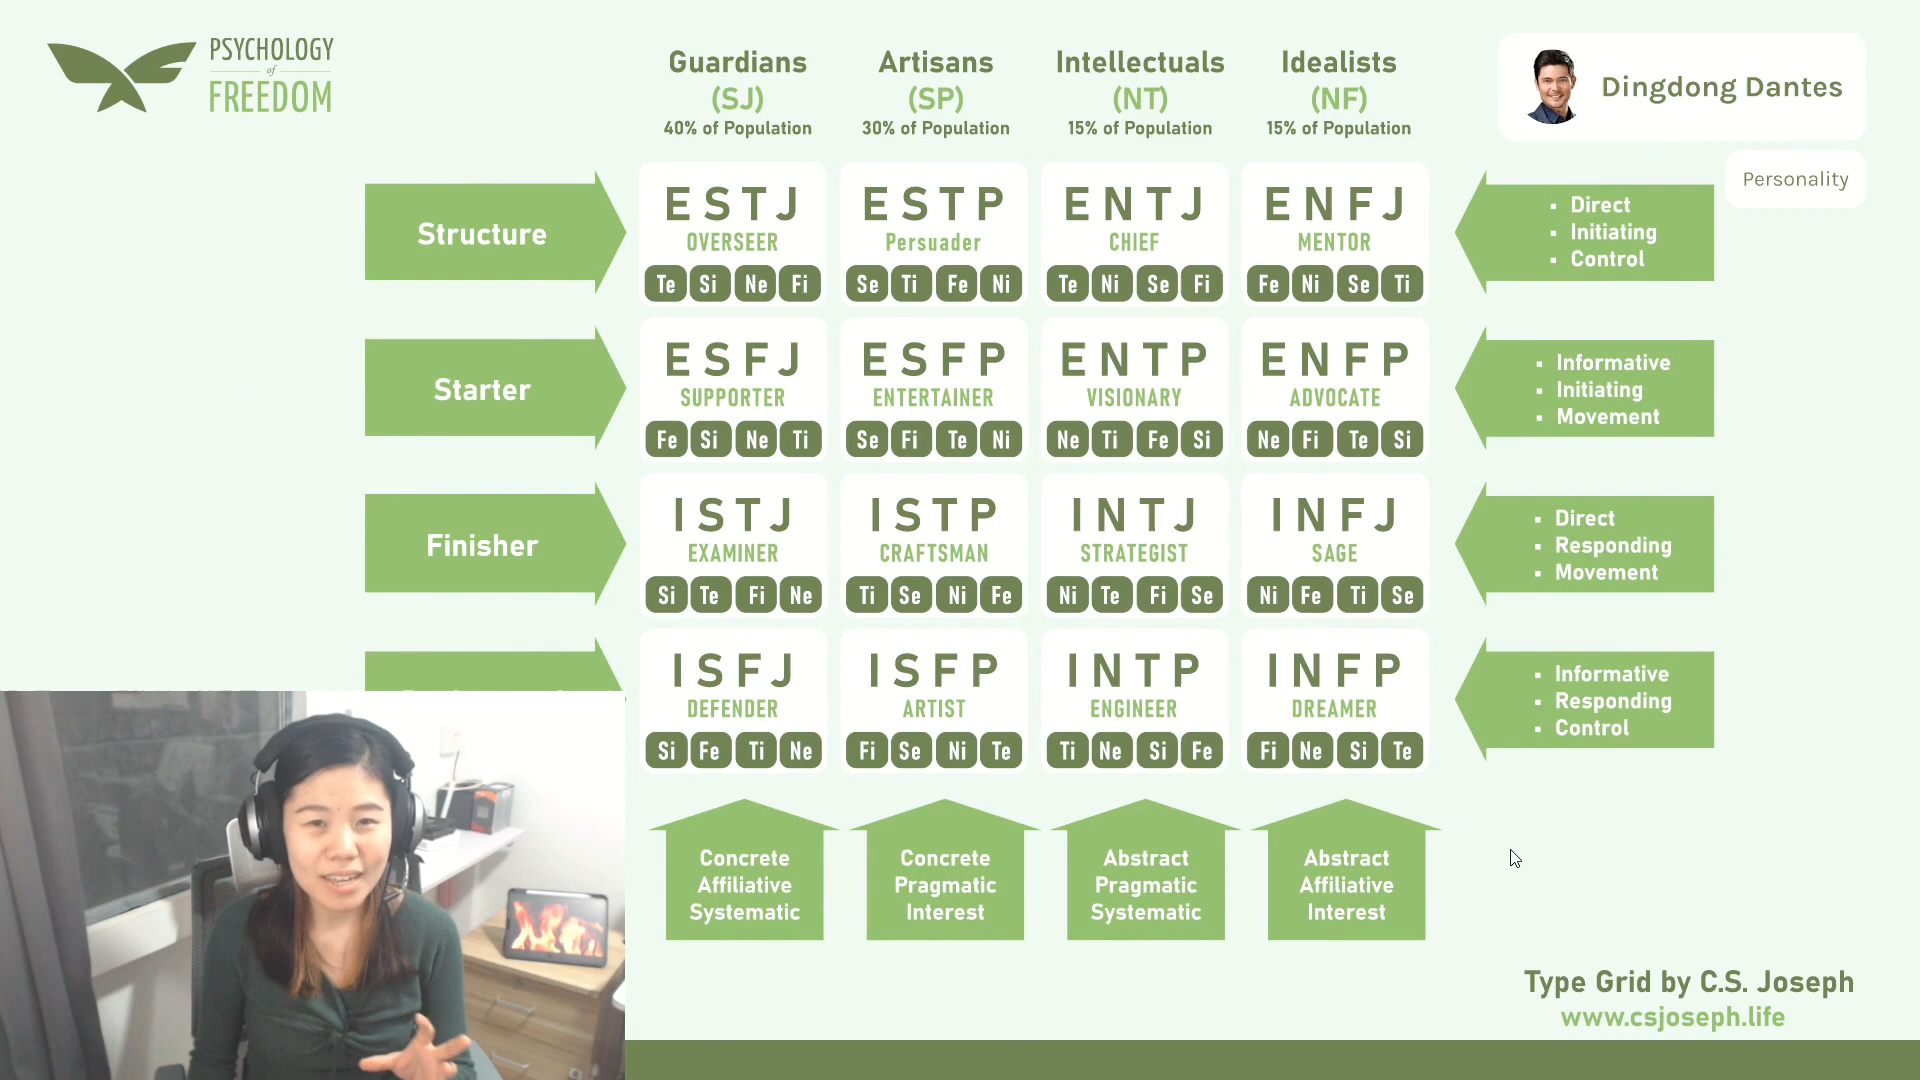 PSYCHOLOGY
of
FREEDOM
Guardians
(SJ)
40% of Population
Artisans
(SP)
30% of Population
Intellectuals
(NT)
15% of Population
Idealists
(NF)
15% of Population
Dingdong Dantes
Personality
Structure
ESTJ
OVERSEER
Te Si Ne Fi
ESTP
Persuader
Se Ti Fe Ni
ENTJ
CHIEF
Te Ni Se Fi
ENFJ
MENTOR
Fe Ni Se Ti
▪ Direct
▪ Initiating
▪ Control
Starter
ESFJ
SUPPORTER
Fe Si Ne Ti
ESFP
ENTERTAINER
Se Fi Te Ni
ENTP
VISIONARY
Ne Ti Fe Si
ENFP
ADVOCATE
Ne Fi Te Si
▪ Informative
▪ Initiating
▪ Movement
Finisher
ISTJ
EXAMINER
Si Te Fi Ne
ISTP
CRAFTSMAN
Ti Se Ni Fe
INTJ
STRATEGIST
Ni Te Fi Se
INFJ
SAGE
Ni Fe Ti Se
▪ Direct
▪ Responding
▪ Movement
ISFJ
DEFENDER
Si Fe Ti Ne
ISFP
ARTIST
Fi Se Ni Te
INTP
ENGINEER
Ti Ne Si Fe
INFP
DREAMER
Fi Ne Si Te
▪ Informative
▪ Responding
▪ Control
Concrete
Affiliative
Systematic
Concrete
Pragmatic
Interest
Abstract
Pragmatic
Systematic
Abstract
Affiliative
Interest
Type Grid by C.S. Joseph
www.csjoseph.life